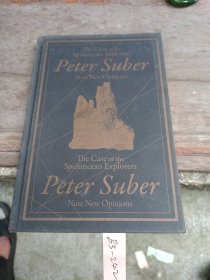 The Case of the
Speluncean Explorers
Peter Suber
Nine New Opinions
The Case of the
Speluncean Explorers
Peter Suber
Nine New Opinions